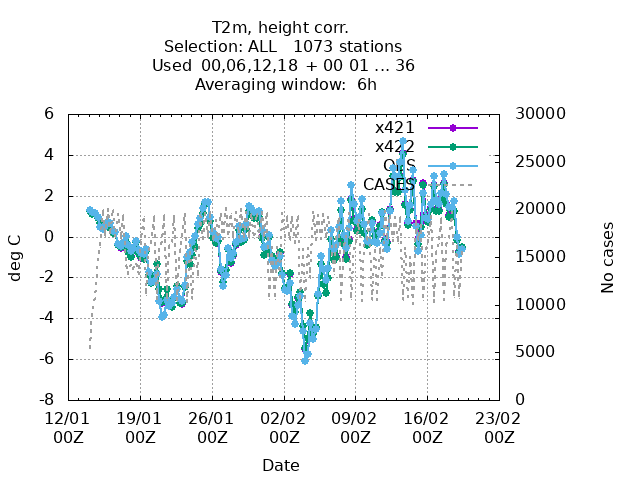 T2m, height corr.
Selection: ALL   1073 stations
Used  00,06,12,18 + 00 01 ... 36
Averaging window:  6h
x421
x422
OBS
CASES
6
4
2
0
-2
-4
-6
-8
deg C
30000
25000
20000
15000
10000
5000
0
No cases
12/01 19/01 26/01 02/02 09/02 16/02 23/02
00Z 00Z 00Z 00Z 00Z 00Z 00Z
Date